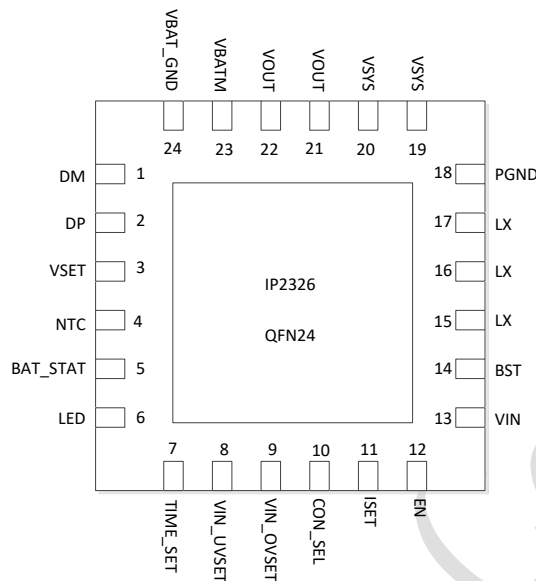 VBAT_GND
VBATM
VOUT
VOUT
VSYS
VSYS
24
23
22
21
20
19
DM
1
18
PGND
DP
2
17
LX
VSET
3
16
LX
IP2326
NTC
4
15
LX
QFN24
BAT_STAT
5
14
BST
LED
6
13
VIN
7
8
9
10
11
12
TIME_SET
VIN_UVSET
VIN_OVSET
CON_SEL
ISET
EN